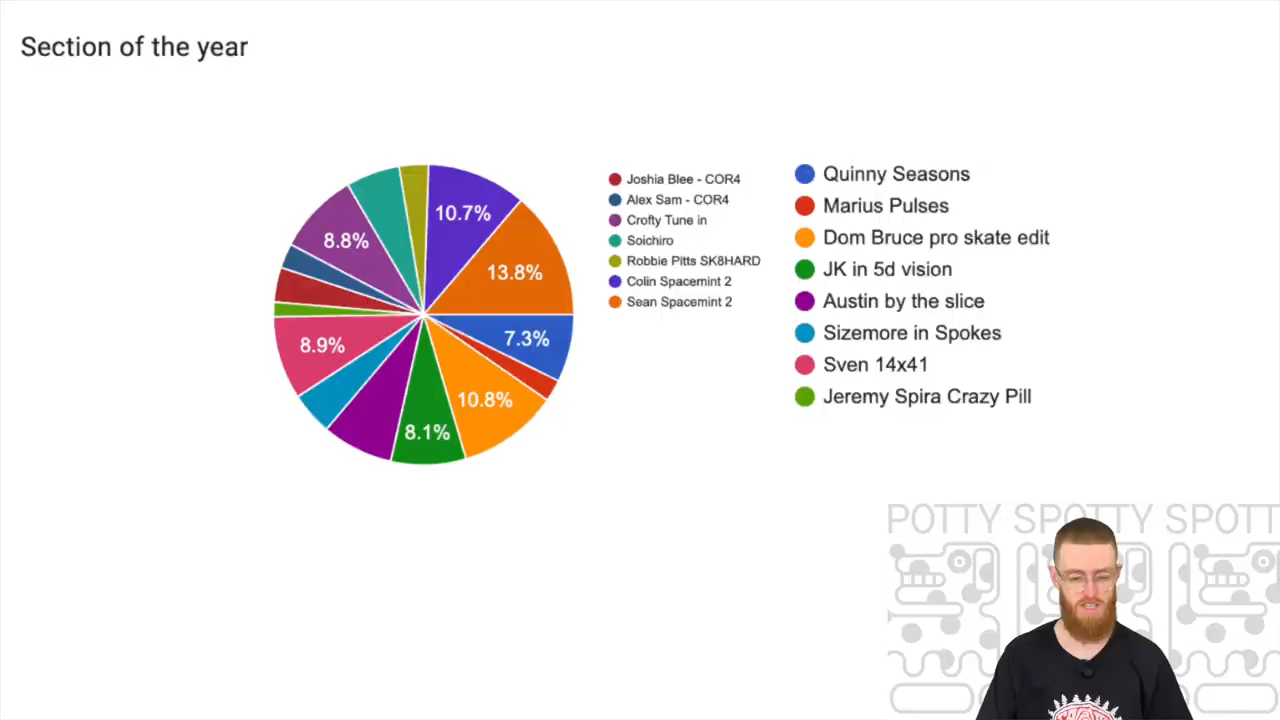 Section of the year
10.7%
13.8%
8.8%
7.3%
8.9%
10.8%
8.1%
Joshia Blee - COR4
Alex Sam - COR4
Crofty Tune in
Soichiro
Robbie Pitts SK8HARD
Colin Spacemint 2
Sean Spacemint 2
Quinny Seasons
Marius Pulses
Dom Bruce pro skate edit
JK in 5d vision
Austin by the slice
Sizemore in Spokes
Sven 14x41
Jeremy Spira Crazy Pill
POTTY SPOTTY SPOTT